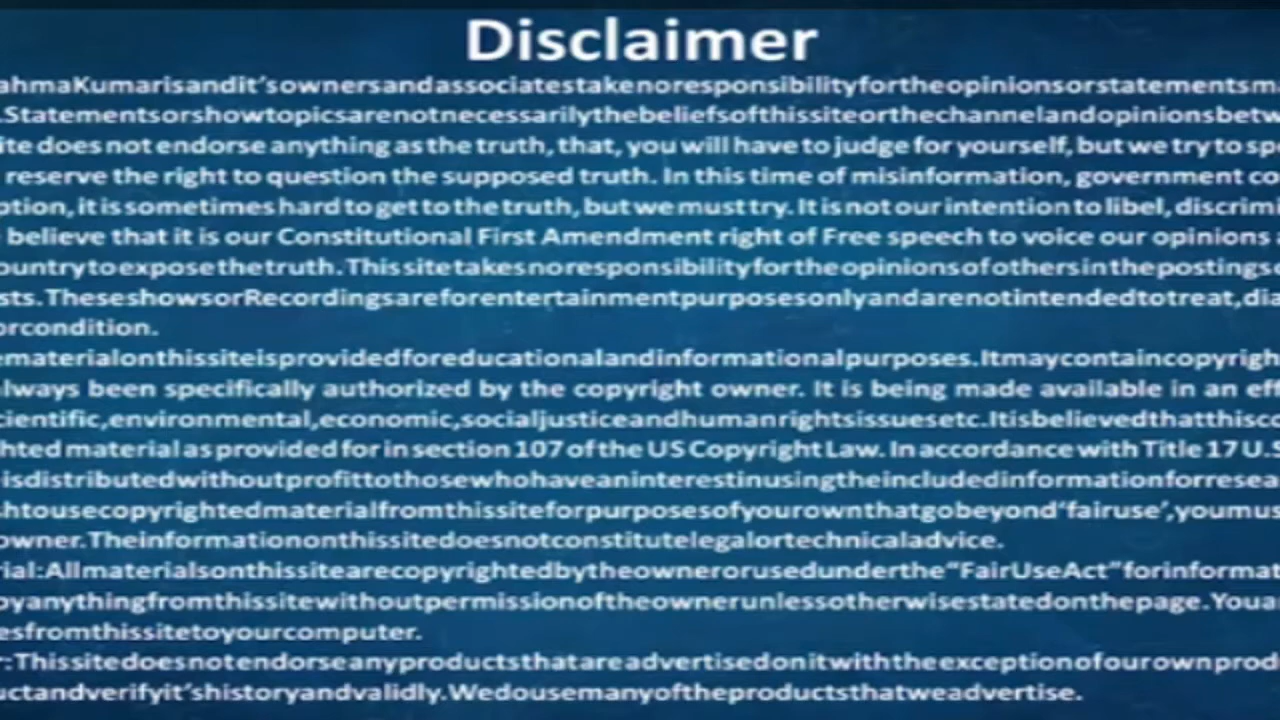 Disclaimer
ahmaKumarisandit'sownersandassociatestakenoresponsibilityfortheopinionsorstatementsm
.Statementsorshowtopicsarenotnecessarilythebeliefsofthissiteorthechannelandopinionsbetw
ite does not endorse anything as the truth, that, you will have to judge for yourself, but we try to spe
reserve the right to question the supposed truth. In this time of misinformation, government co
ption, it is sometimes hard to get to the truth, but we must try. It is not our intention to libel, discrimi
believe that it is our Constitutional First Amendment right of Free speech to voice our opinions a
ountrytoexposethetruth.Thissitetakesnoresponsibilityfortheopinionsofothersinthepostingso
sts.TheseshowsorRecordingsareforentertainmentpurposesonlyandarenotintendedtotreat,dia
orcondition.
ematerialonthissiteisprovidedforeducationalandinformationalpurposes.Itmaycontaincopyrigh
always been specifically authorized by the copyright owner. It is being made available in an eff
cientific,environmental,economic,socialjusticeandhumanrightsissuesetc.Itisbelievedthatthisco
ghted material as provided for in section 107 of the US Copyright Law. In accordance with Title 17 U.S
isdistributedwithoutprofittothosewhohaveaninterestinusingtheincludedinformationforresea
shtousecopyrightedmaterialfromthissiteforpurposesofyourownthatgobeyond'fairuse',youmus
owner.Theinformationonthissitedoesnotconstitutelegalortechnicaladvice.
rial:Allmaterialsonthissitearecopyrightedbytheownerorusedunderthe"FairUseAct"forinformat
pyanythingfromthissitewithoutpermissionoftheownerunlessotherwisestatedonthepage.Youa
esfromthissitetoyourcomputer.
r:Thissitedoesnotendorseanyproductsthatareadvertisedonitwiththeexceptionofourownprod
uctandverifyit'shistoryandvalidly.Wedousemanyoftheproductsthatweadvertise.